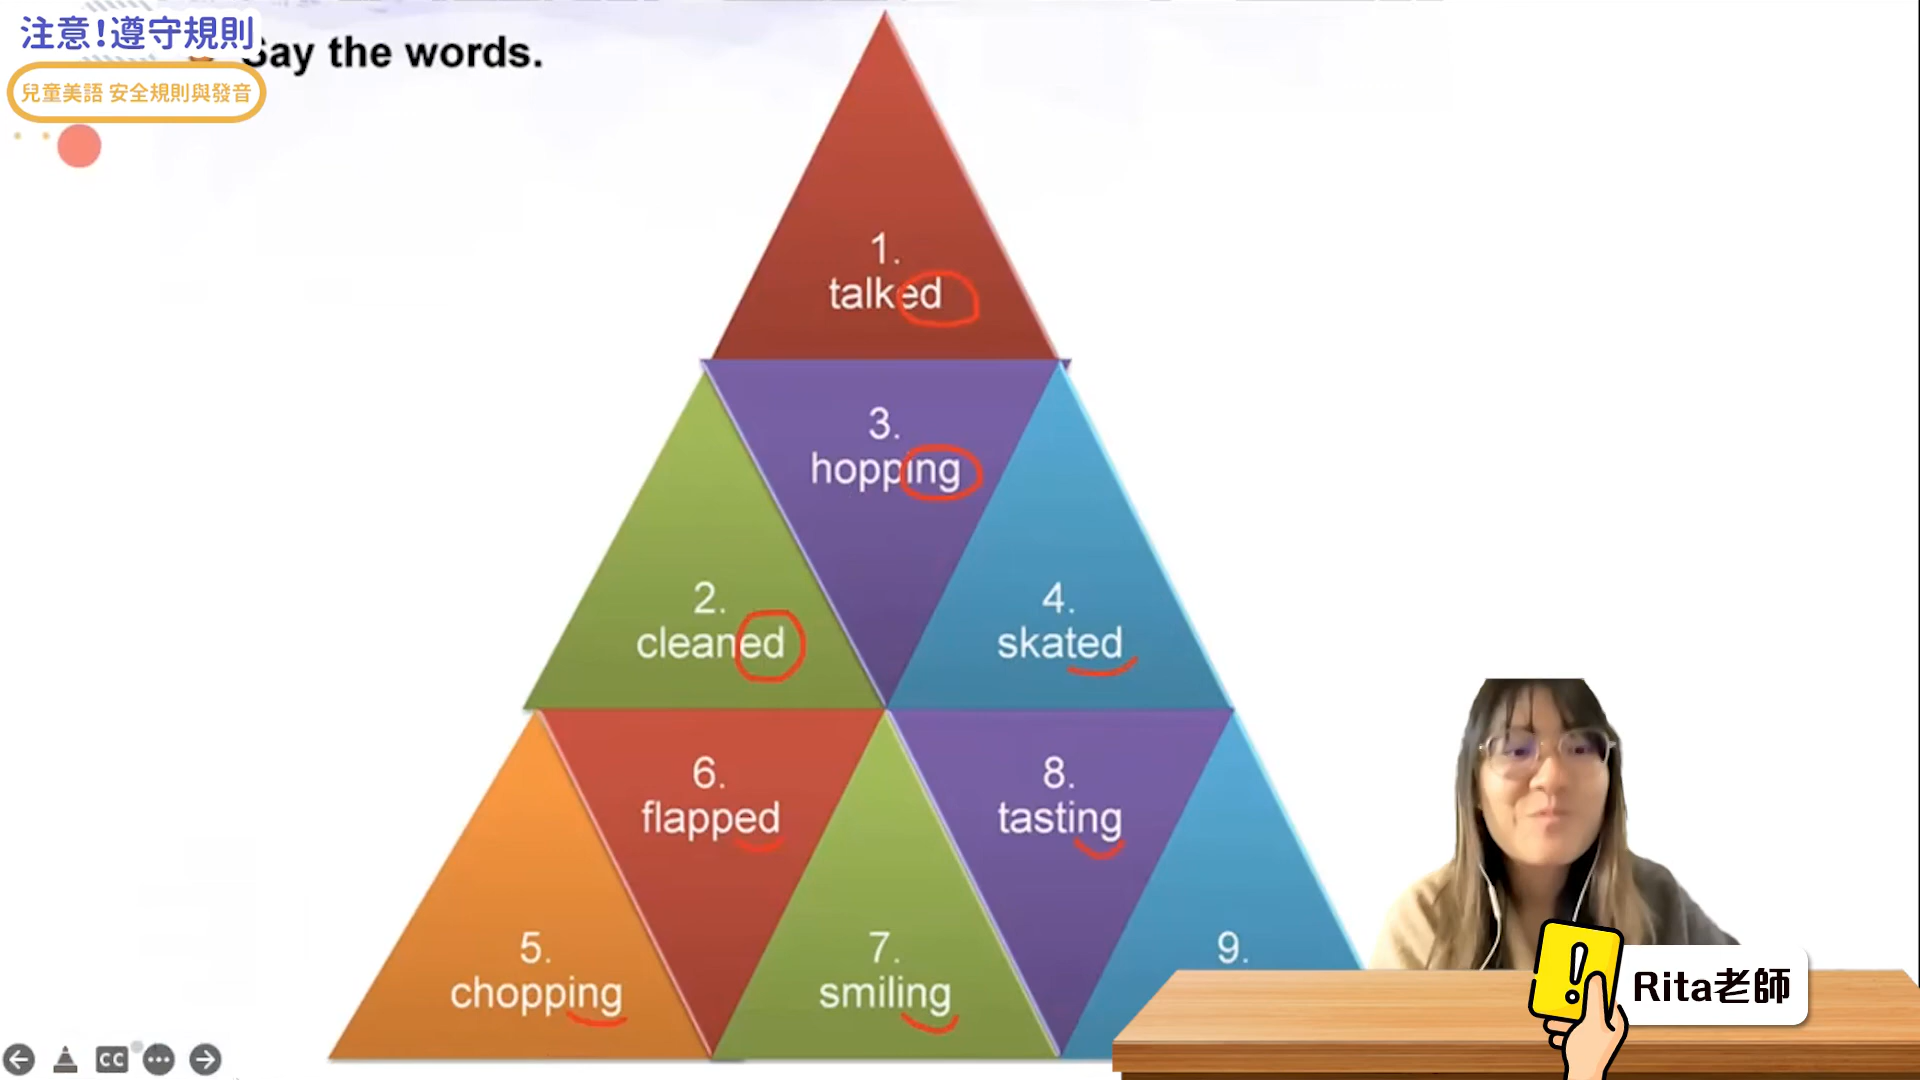 注意!遵守規則
Say the words.
兒童美語 安全規則與發音
1.
talked
3.
hopping
2.
cleaned
4.
skated
6.
flapped
8.
tasting
5.
chopping
7.
smiling
9.
Rita老師
CC